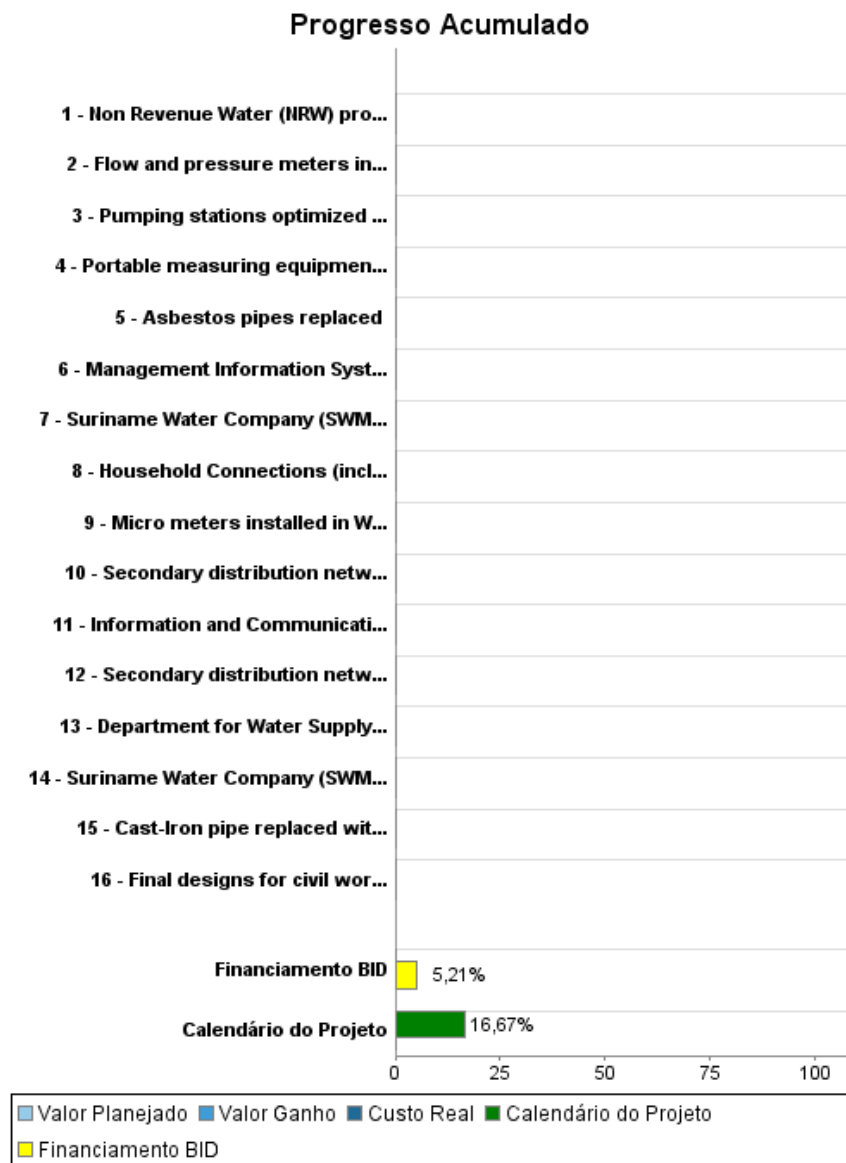 Progresso Acumulado
1 - Non Revenue Water (NRW) pro...
2 - Flow and pressure meters in...
3 - Pumping stations optimized ...
4 - Portable measuring equipmen...
5 - Asbestos pipes replaced
6 - Management Information Syst...
7 - Suriname Water Company (SWM...
8 - Household Connections (incl...
9 - Micro meters installed in W...
10 - Secondary distribution netw...
11 - Information and Communicati...
12 - Secondary distribution netw...
13 - Department for Water Supply...
14 - Suriname Water Company (SWM...
15 - Cast-Iron pipe replaced wit...
16 - Final designs for civil wor...
Financiamento BID 5,21%
Calendário do Projeto 16,67%
0 25 50 75 100
Valor Planejado Valor Ganho Custo Real Calendário do Projeto
Financiamento BID